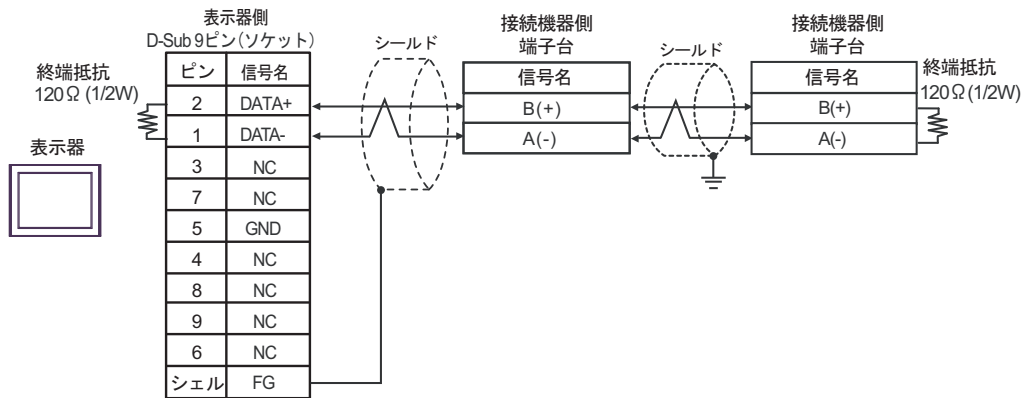 表示器側
D-Sub 9ピン(ソケット)
ピン 信号名
2 DATA+
1 DATA-
3 NC
7 NC
5 GND
4 NC
8 NC
9 NC
6 NC
シェル FG
終端抵抗
120Ω (1/2W)
表示器
シールド
接続機器側
端子台
信号名
B(+)
A(-)
シールド
接続機器側
端子台
信号名
B(+)
A(-)
終端抵抗
120Ω (1/2W)